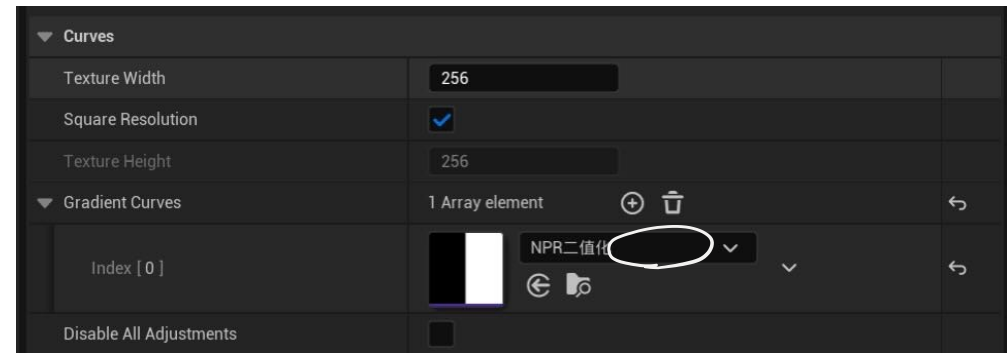 Curves
Texture Width 256
Square Resolution
Texture Height 256
Gradient Curves 1 Array element
Index [ 0 ] NPR二值化
Disable All Adjustments